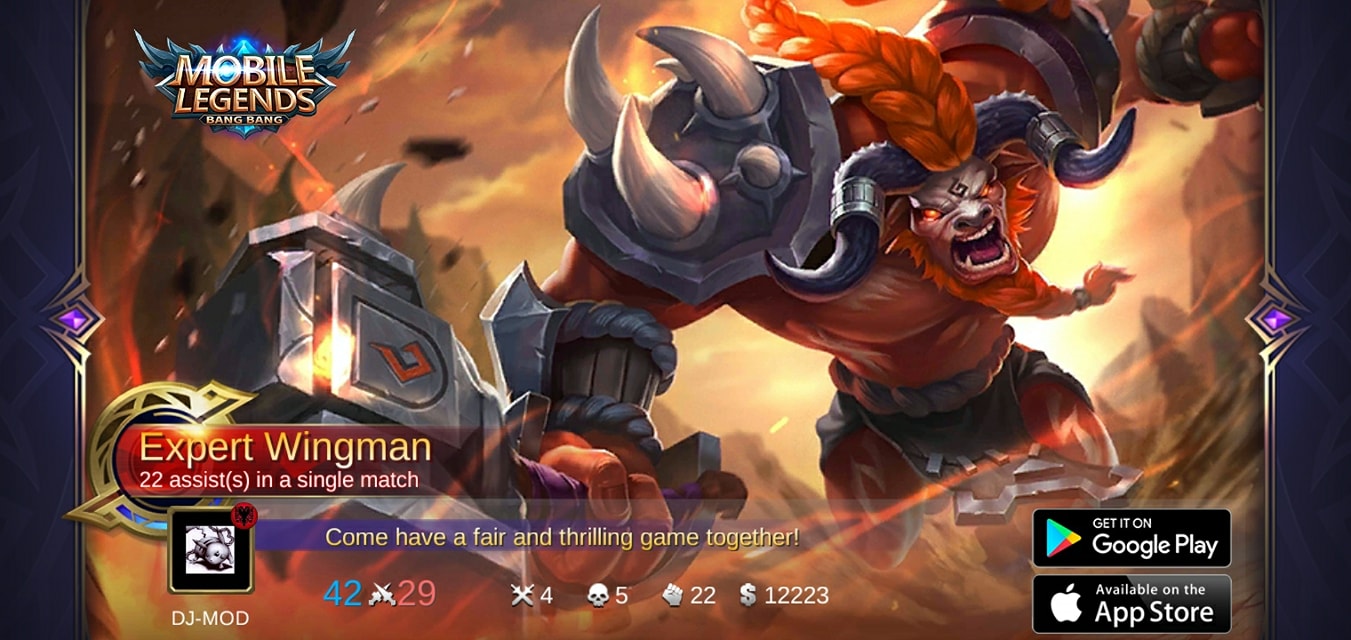 MOBILE
LEGENDS
BANG BANG
Expert Wingman
22 assist(s) in a single match
Come have a fair and thrilling game together!
42 29 4 5 22 12223
DJ-MOD
GET IT ON
Google Play
Available on the
App Store